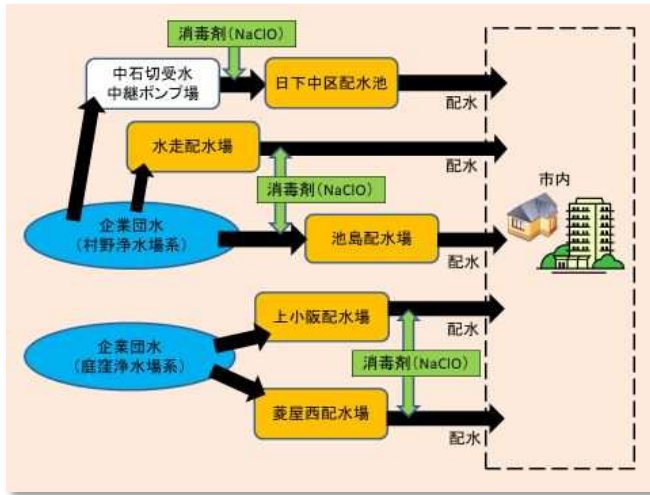 消毒剤（NaClO）
中石切受水
中継ポンプ場
日下中区配水池
配水
水走配水場
配水
消毒剤（NaClO）
市内
企業団水
（村野浄水場系）
池島配水場
配水
上小阪配水場
配水
企業団水
（庭窪浄水場系）
消毒剤（NaClO）
菱屋西配水場
配水